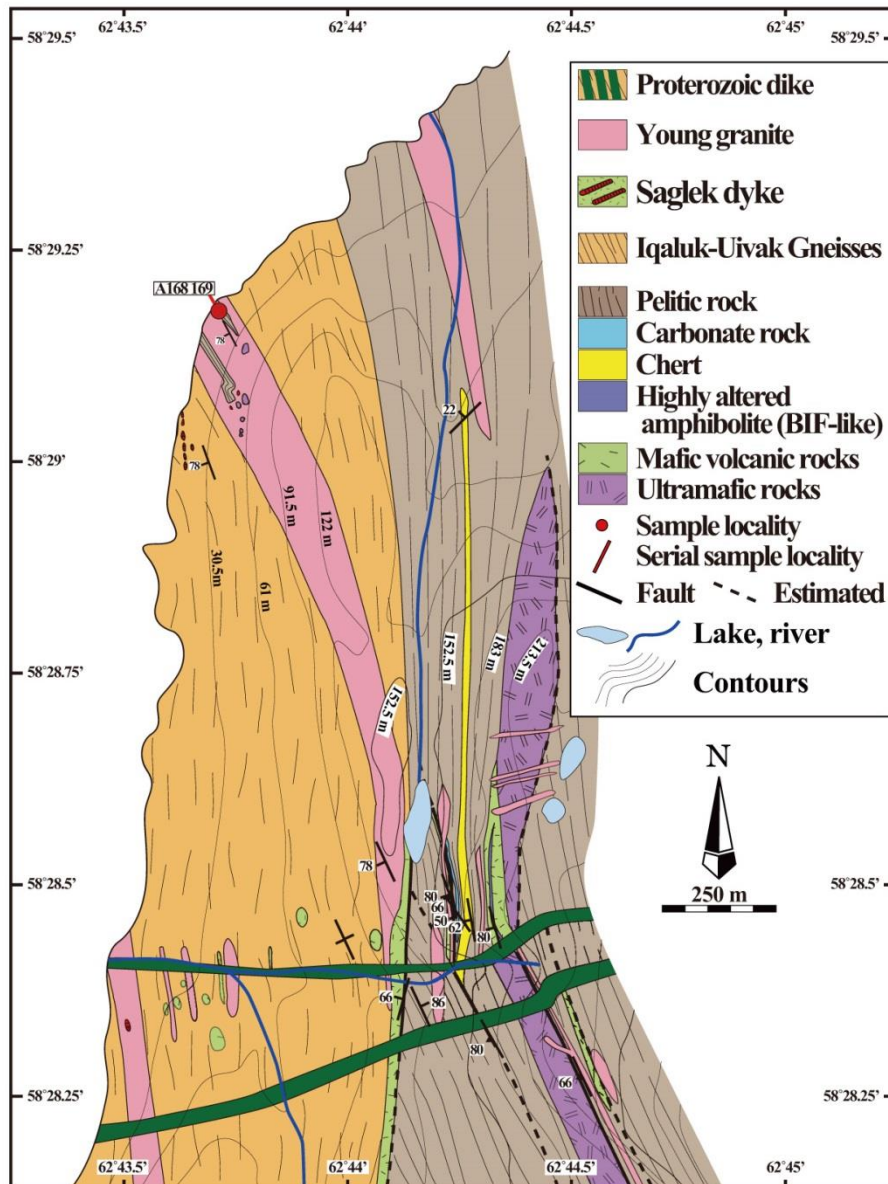 62°43.5’
62°44’
62°44.5’
62°45’
58°29.5’
58°29.5’
Proterozoic dike
Young granite
Saglek dyke
Iqaluk-Uivak Gneisses
Pelitic rock
Carbonate rock
Chert
Highly altered
amphibolite (BIF-like)
Mafic volcanic rocks
Ultramafic rocks
Sample locality
Serial sample locality
Fault
Estimated
Lake, river
Contours
58°29.25’
A168 169
78
22
58°29’
78
91.5 m
122 m
30.5m
61 m
152.5 m
183 m
213.5 m
58°28.75’
152.5 m
N
250 m
78
58°28.5’
58°28.5’
80
66
50
62
80
66
86
80
66
58°28.25’
58°28.25’
62°43.5’
62°44’
62°44.5’
62°45’